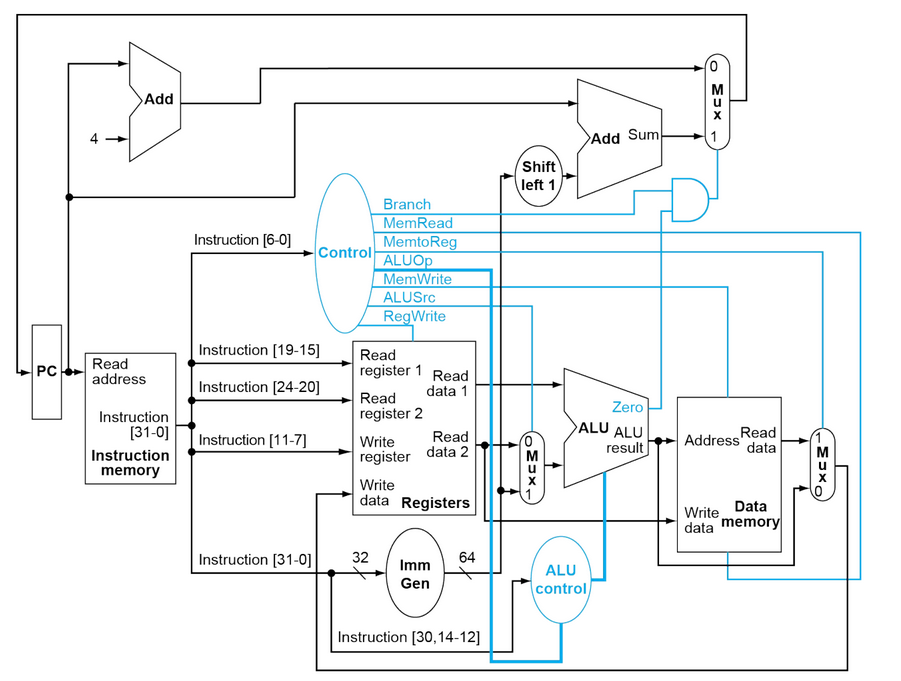 0
M
u
x
1
Add
4
Add Sum
Shift
left 1
Branch
MemRead
MemtoReg
ALUOp
MemWrite
ALUSrc
RegWrite
Control
Instruction [6-0]
PC
Read
address
Instruction
[31-0]
Instruction
memory
Instruction [19-15]
Instruction [24-20]
Instruction [11-7]
Read
register 1
Read
register 2
Write
register
Write
data
Read
data 1
Read
data 2
Registers
0
M
u
x
1
Zero
ALU
ALU
result
Address
Read
data
Write
data
Data
memory
1
M
u
x
0
Instruction [31-0]
32
Imm
Gen
64
ALU
control
Instruction [30,14-12]